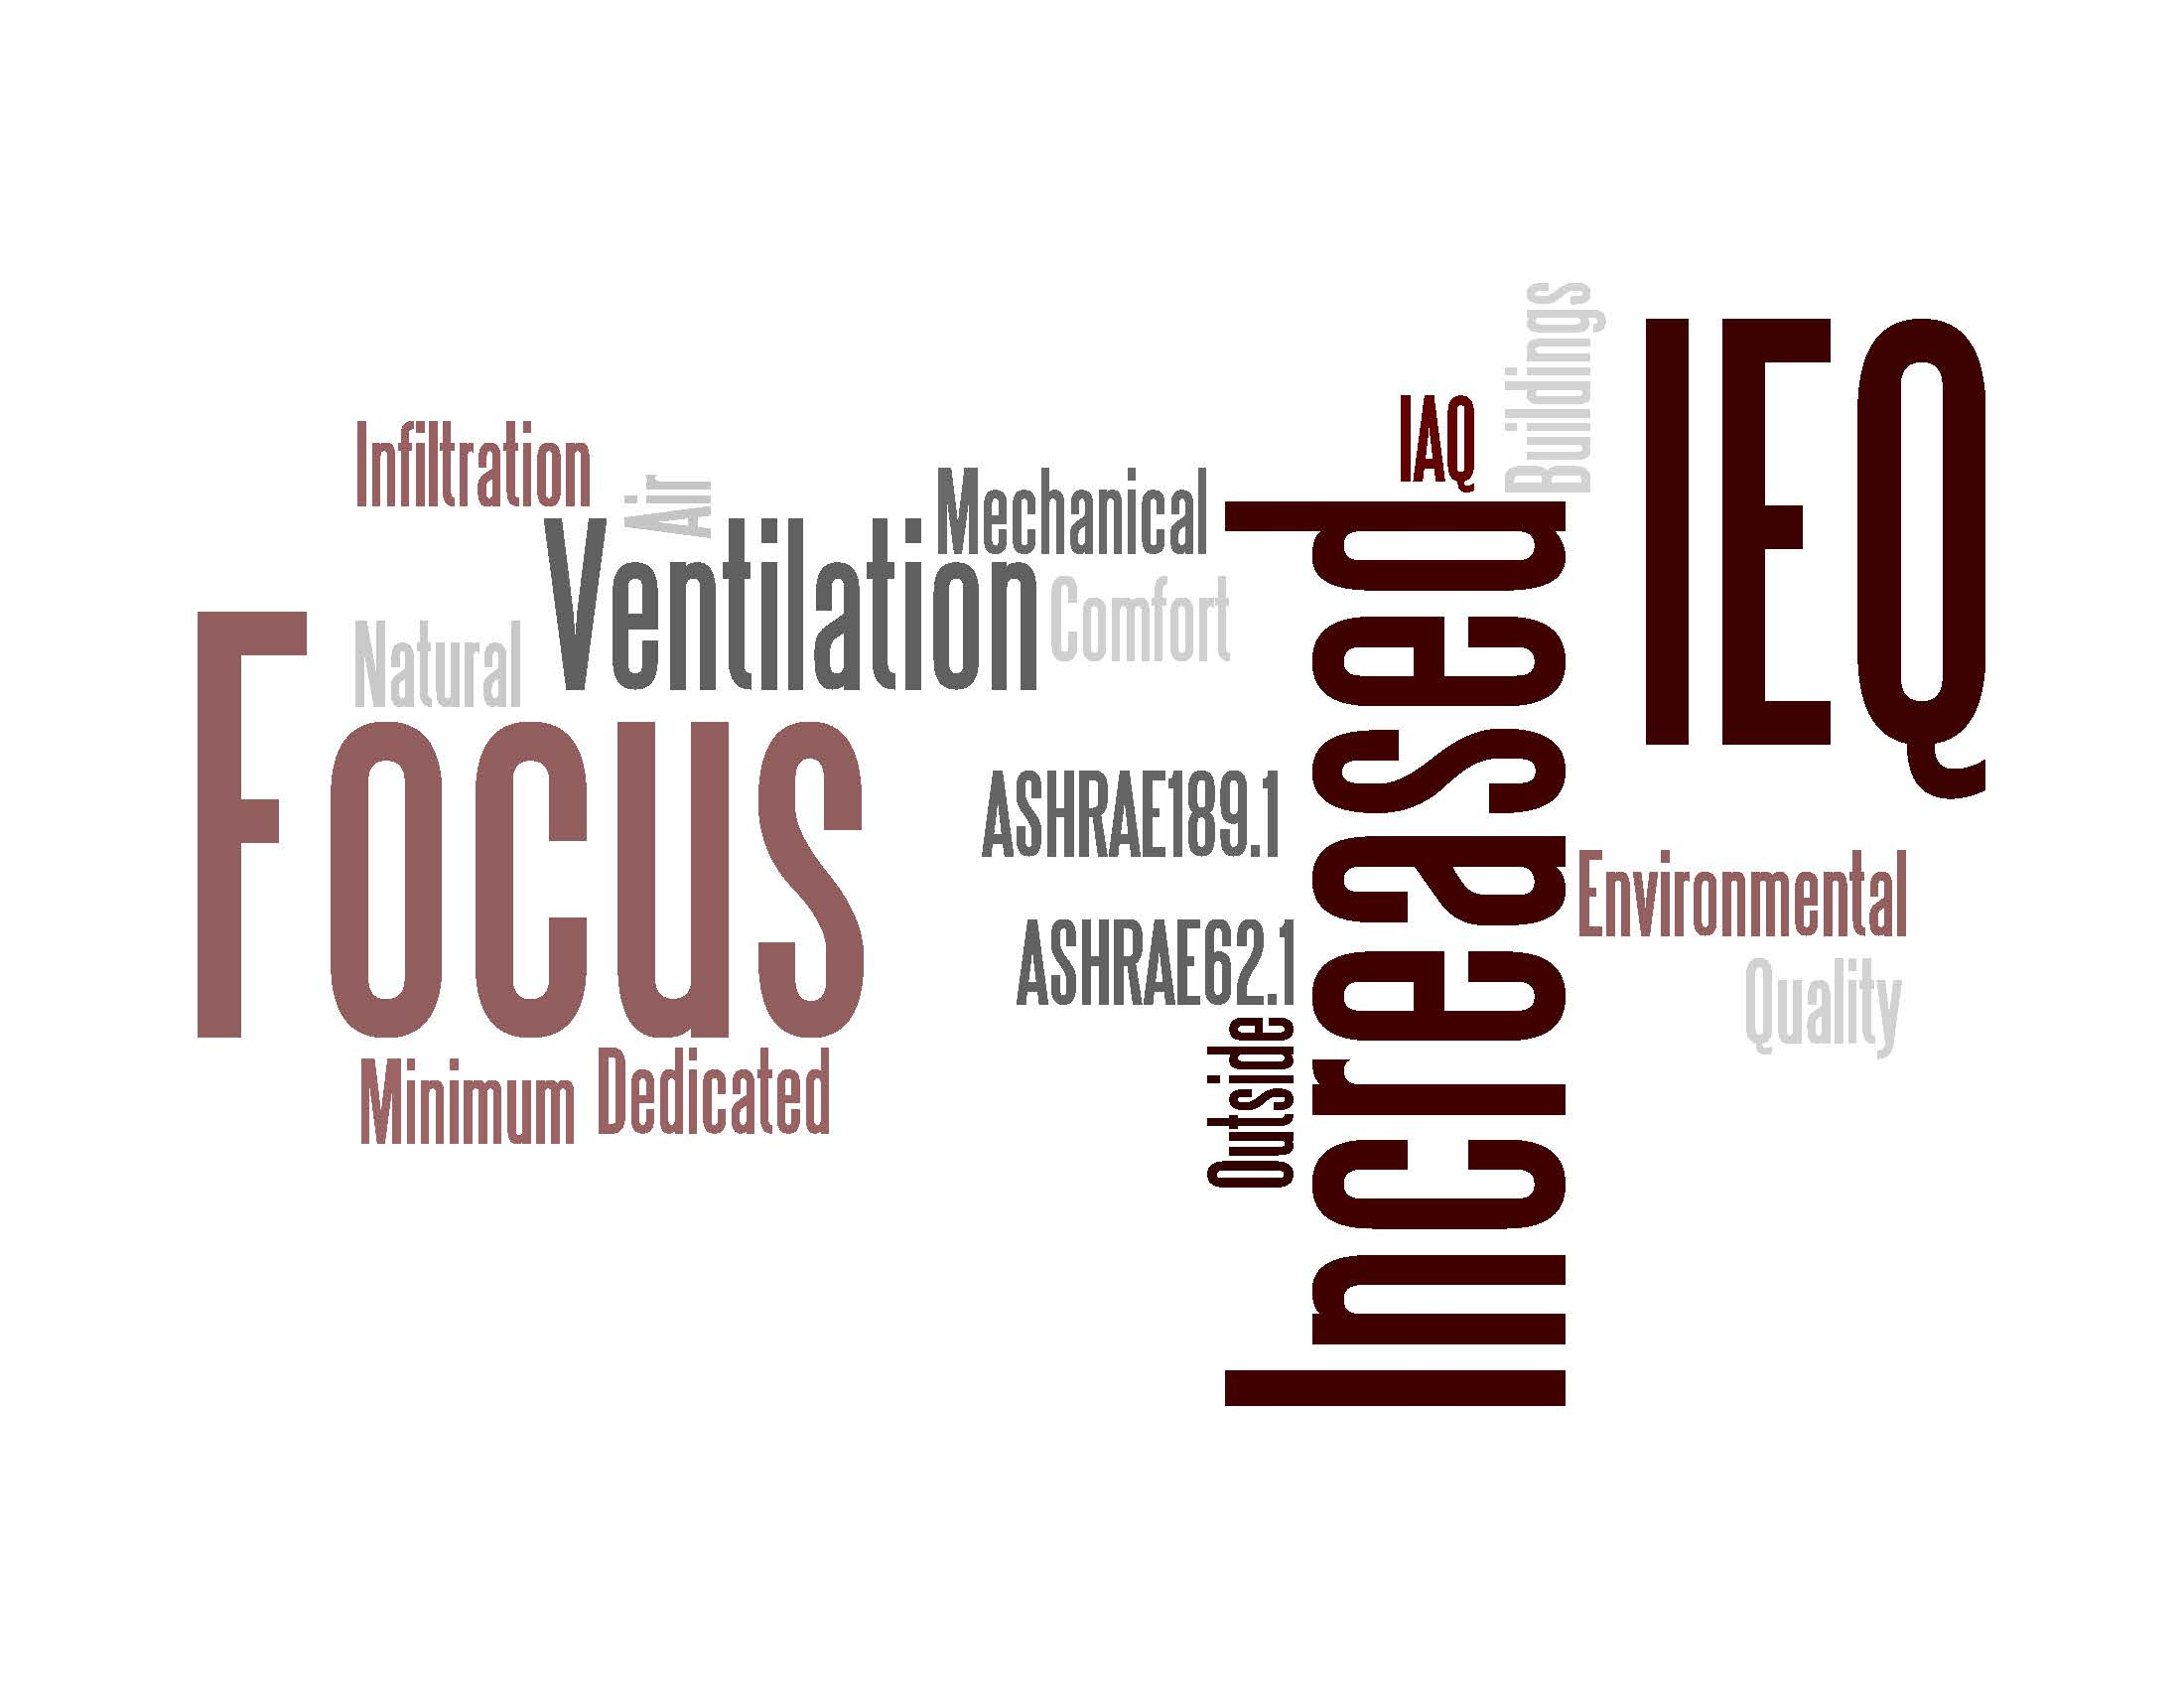 Buildings
IEQ
IAQ
Infiltration
Air
Mechanical
Ventilation
Comfort
Natural
Focus
Increased
ASHRAE189.1
Environmental
ASHRAE62.1
Quality
Outside
Minimum
Dedicated